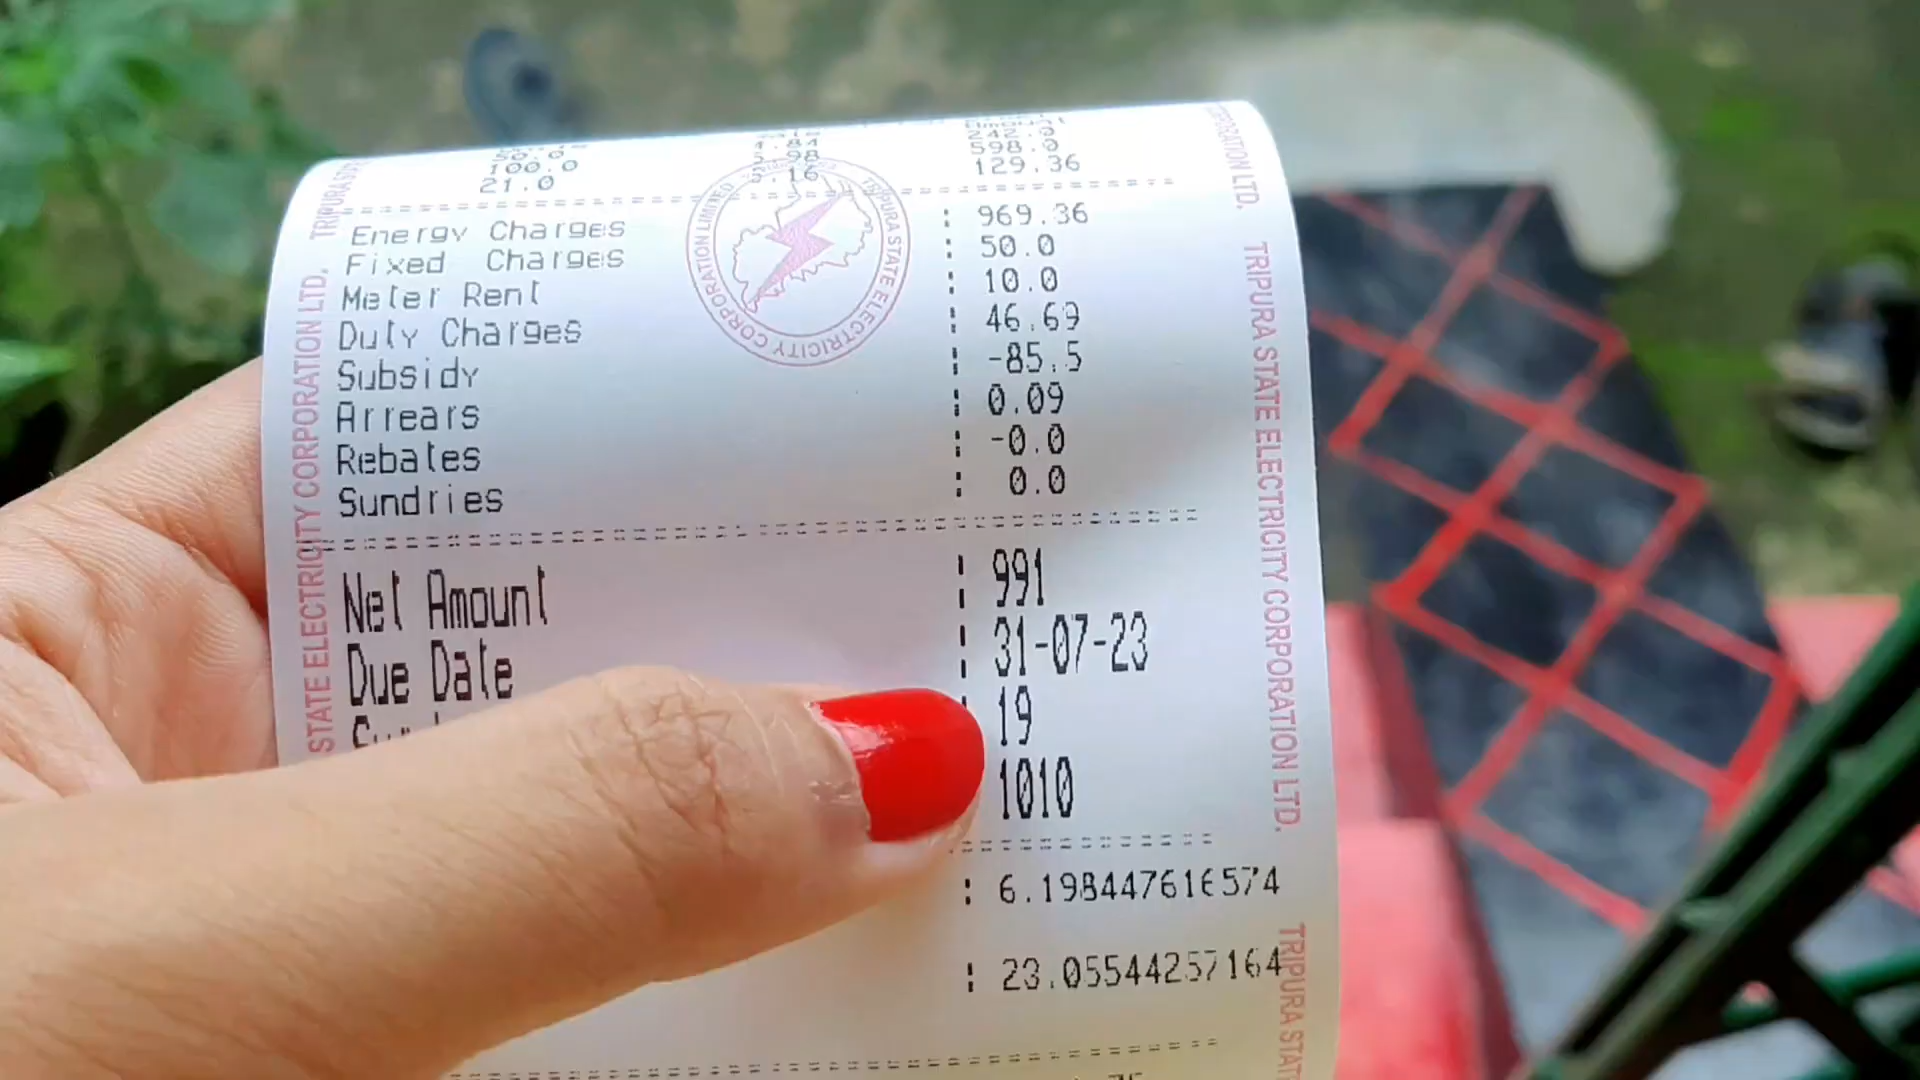 242.0
100.0 5.98 598.0
21.0 129.36
Energy Charges : 969.36
Fixed Charges : 50.0
Meter Rent : 10.0
Duty Charges : 46.69
Subsidy : -85.5
Arrears : 0.09
Rebates : -0.0
Sundries : 0.0
Net Amount : 991
Due Date : 31-07-23
19
1010
: 6.198447616574
: 23.05544257164
STATE ELECTRICITY CORPORATION LTD.
TRIPURA STATE ELECTRICITY CORPORATION LTD.
TRIPURA STATE ELECTRICITY CORPORATION LIMITED